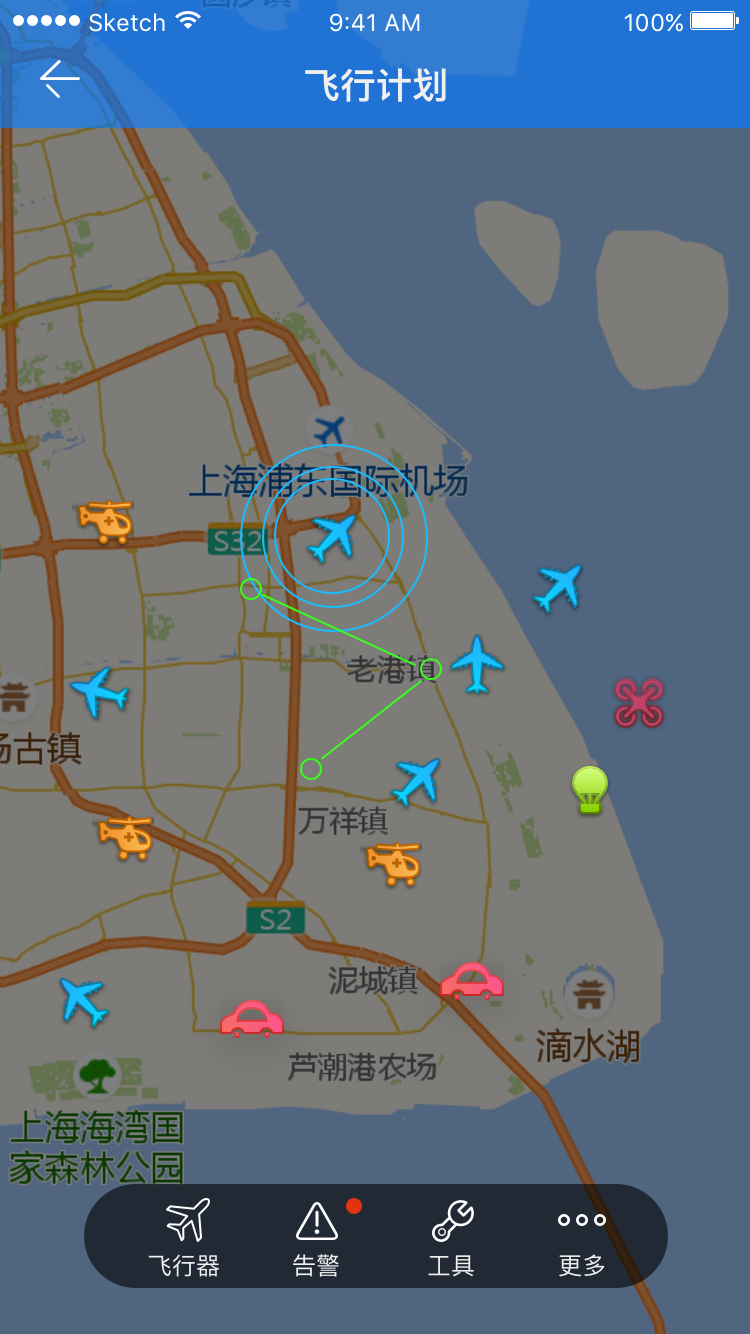 Sketch 9:41 AM 100%
飞行计划
上海浦东国际机场
S32
老港镇
场古镇
万祥镇
S2
泥城镇
滴水湖
芦潮港农场
上海海湾国
家森林公园
飞行器 告警 工具 更多